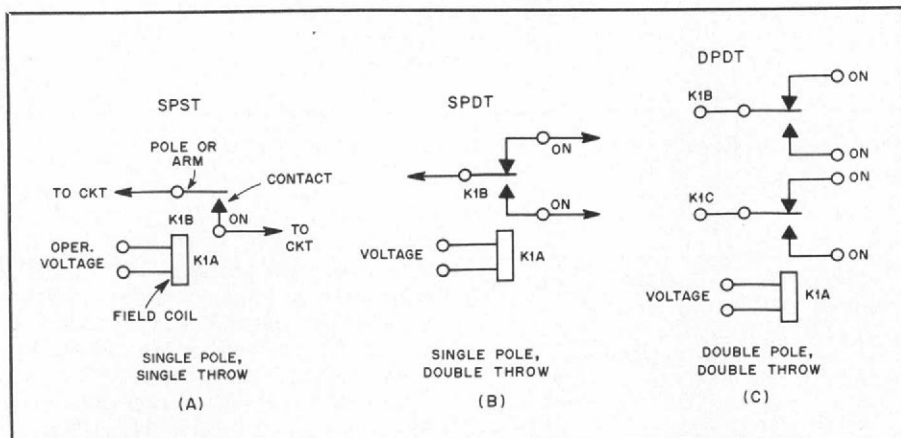 SPST
POLE OR
ARM
CONTACT
TO CKT
K1B
ON
TO
CKT
OPER.
VOLTAGE
K1A
FIELD COIL
SINGLE POLE,
SINGLE THROW
(A)
SPDT
ON
K1B
ON
VOLTAGE
K1A
SINGLE POLE,
DOUBLE THROW
(B)
DPDT
ON
K1B
ON
ON
K1C
ON
VOLTAGE
K1A
DOUBLE POLE,
DOUBLE THROW
(C)